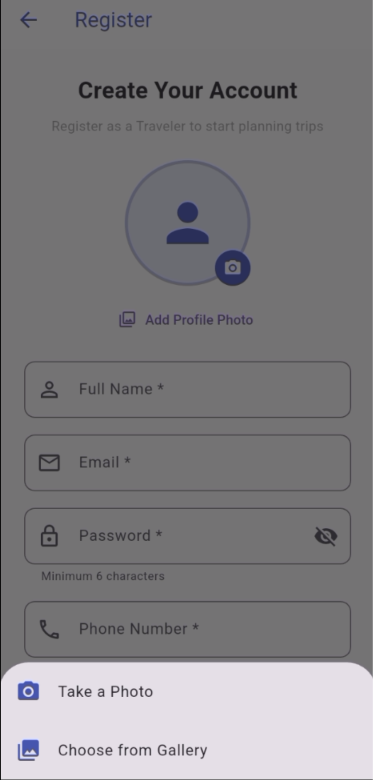 Register
Create Your Account
Register as a Traveler to start planning trips
Add Profile Photo
Full Name *
Email *
Password *
Minimum 6 characters
Phone Number *
Take a Photo
Choose from Gallery